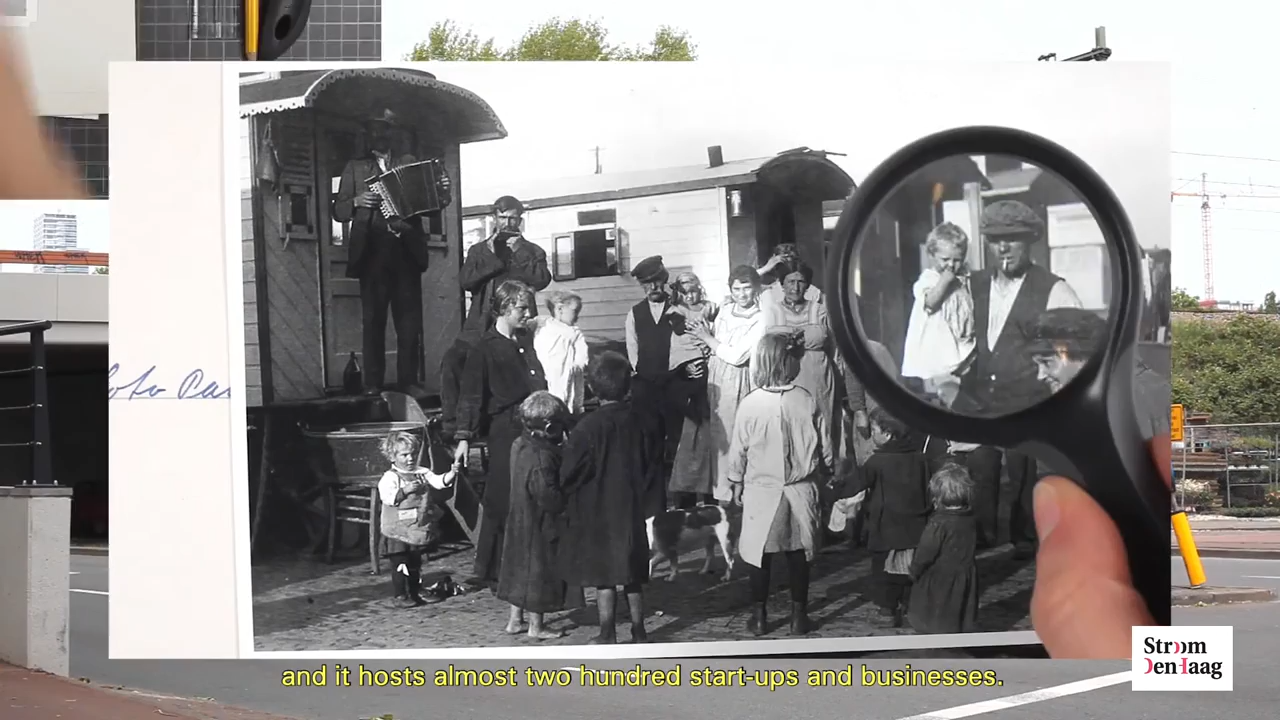 and it hosts almost two hundred start-ups and businesses.
Stroom
Den Haag